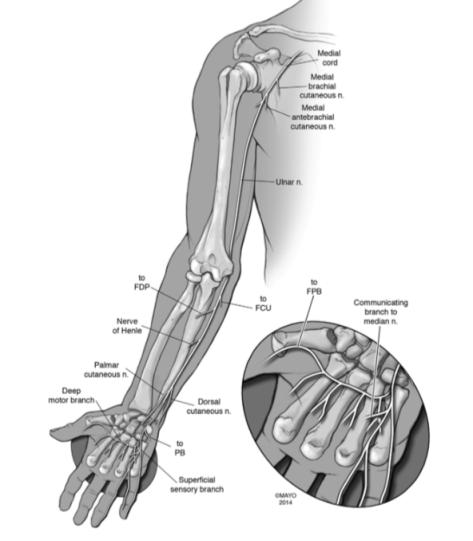 Medial
cord
Medial
brachial
cutaneous n.
Medial
antebrachial
cutaneous n.
Ulnar n.
to
FDP
to
FCU
to
FPB
Communicating
branch to
median n.
Nerve
of Henle
Palmar
cutaneous n.
Deep
motor branch
Dorsal
cutaneous n.
to
PB
Superficial
sensory branch
©MAYO
2014